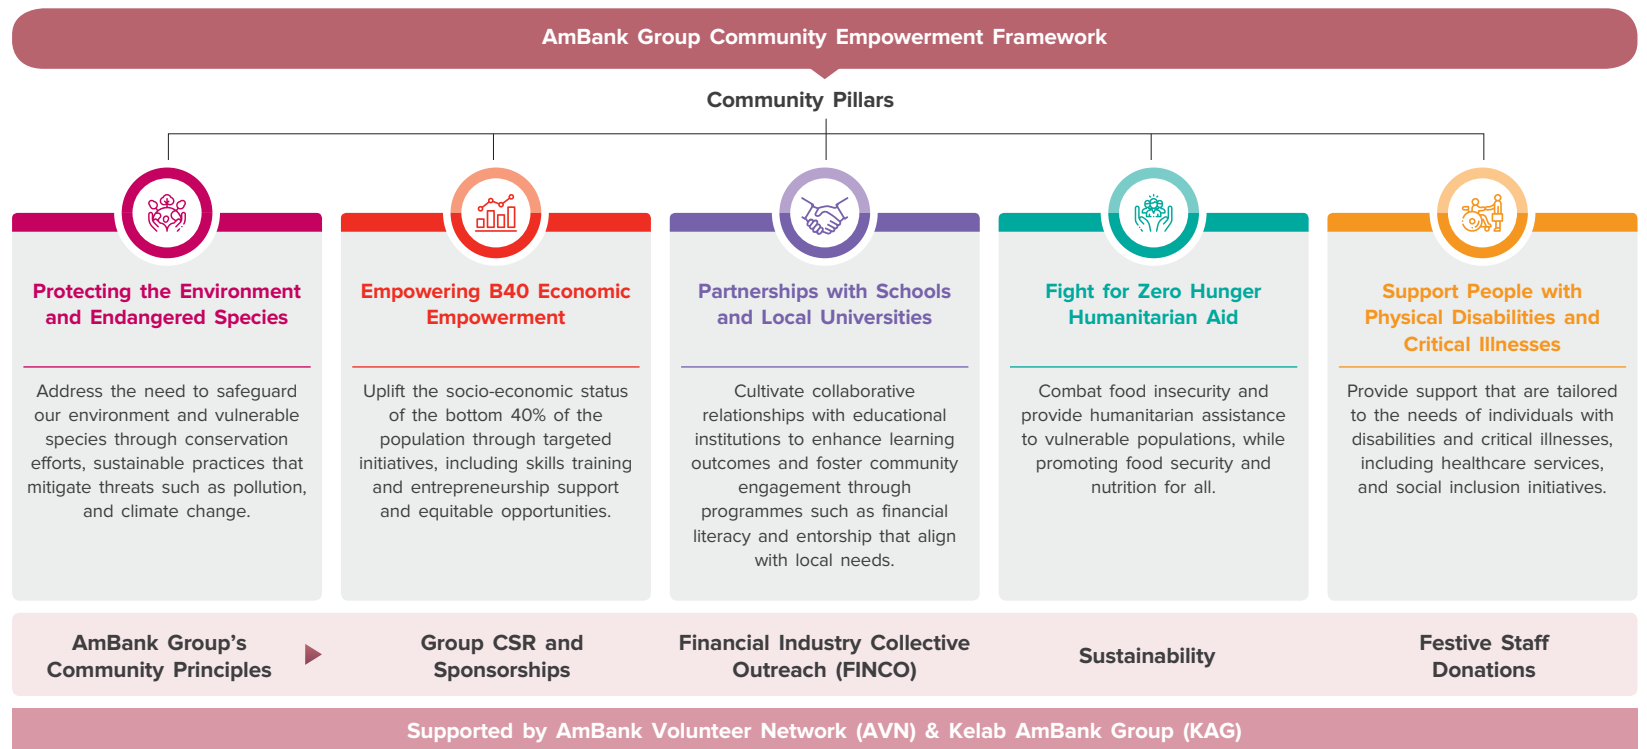 AmBank Group Community Empowerment Framework
Community Pillars
Protecting the Environment
and Endangered Species
Address the need to safeguard
our environment and vulnerable
species through conservation
efforts, sustainable practices that
mitigate threats such as pollution,
and climate change.
Empowering B40 Economic
Empowerment
Uplift the socio-economic status
of the bottom 40% of the
population through targeted
initiatives, including skills training
and entrepreneurship support
and equitable opportunities.
Partnerships with Schools
and Local Universities
Cultivate collaborative
relationships with educational
institutions to enhance learning
outcomes and foster community
engagement through
programmes such as financial
literacy and entorship that align
with local needs.
Fight for Zero Hunger
Humanitarian Aid
Combat food insecurity and
provide humanitarian assistance
to vulnerable populations, while
promoting food security and
nutrition for all.
Support People with
Physical Disabilities and
Critical Illnesses
Provide support that are tailored
to the needs of individuals with
disabilities and critical illnesses,
including healthcare services,
and social inclusion initiatives.
AmBank Group's
Community Principles
Group CSR and
Sponsorships
Financial Industry Collective
Outreach (FINCO)
Sustainability
Festive Staff
Donations
Supported by AmBank Volunteer Network (AVN) & Kelab AmBank Group (KAG)